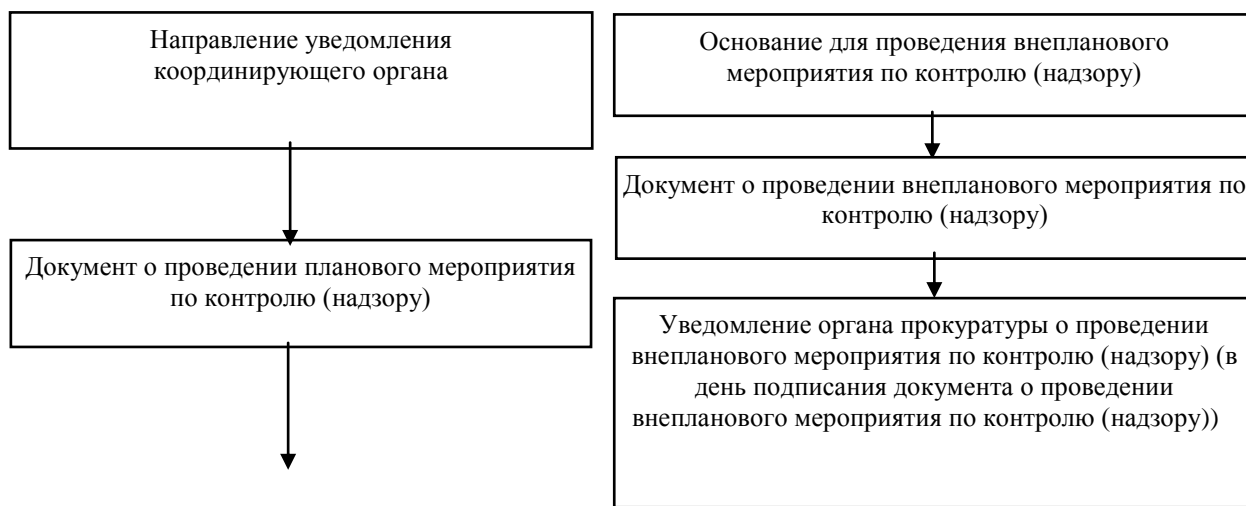 Направление уведомления
координирующего органа
Документ о проведении планового мероприятия
по контролю (надзору)
Основание для проведения внепланового
мероприятия по контролю (надзору)
Документ о проведении внепланового мероприятия по
контролю (надзору)
Уведомление органа прокуратуры о проведении
внепланового мероприятия по контролю (надзору) (в
день подписания документа о проведении
внепланового мероприятия по контролю (надзору))